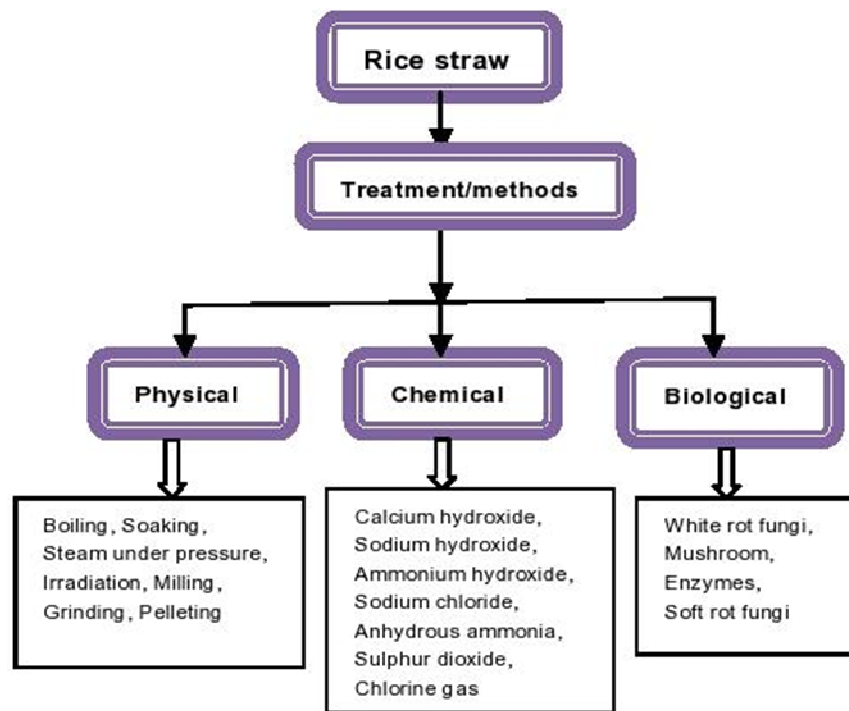 Rice straw
Treatment/methods
Physical
Chemical
Biological
Boiling, Soaking,
Steam under pressure,
Irradiation, Milling,
Grinding, Pelleting
Calcium hydroxide,
Sodium hydroxide,
Ammonium hydroxide,
Sodium chloride,
Anhydrous ammonia,
Sulphur dioxide,
Chlorine gas
White rot fungi,
Mushroom,
Enzymes,
Soft rot fungi